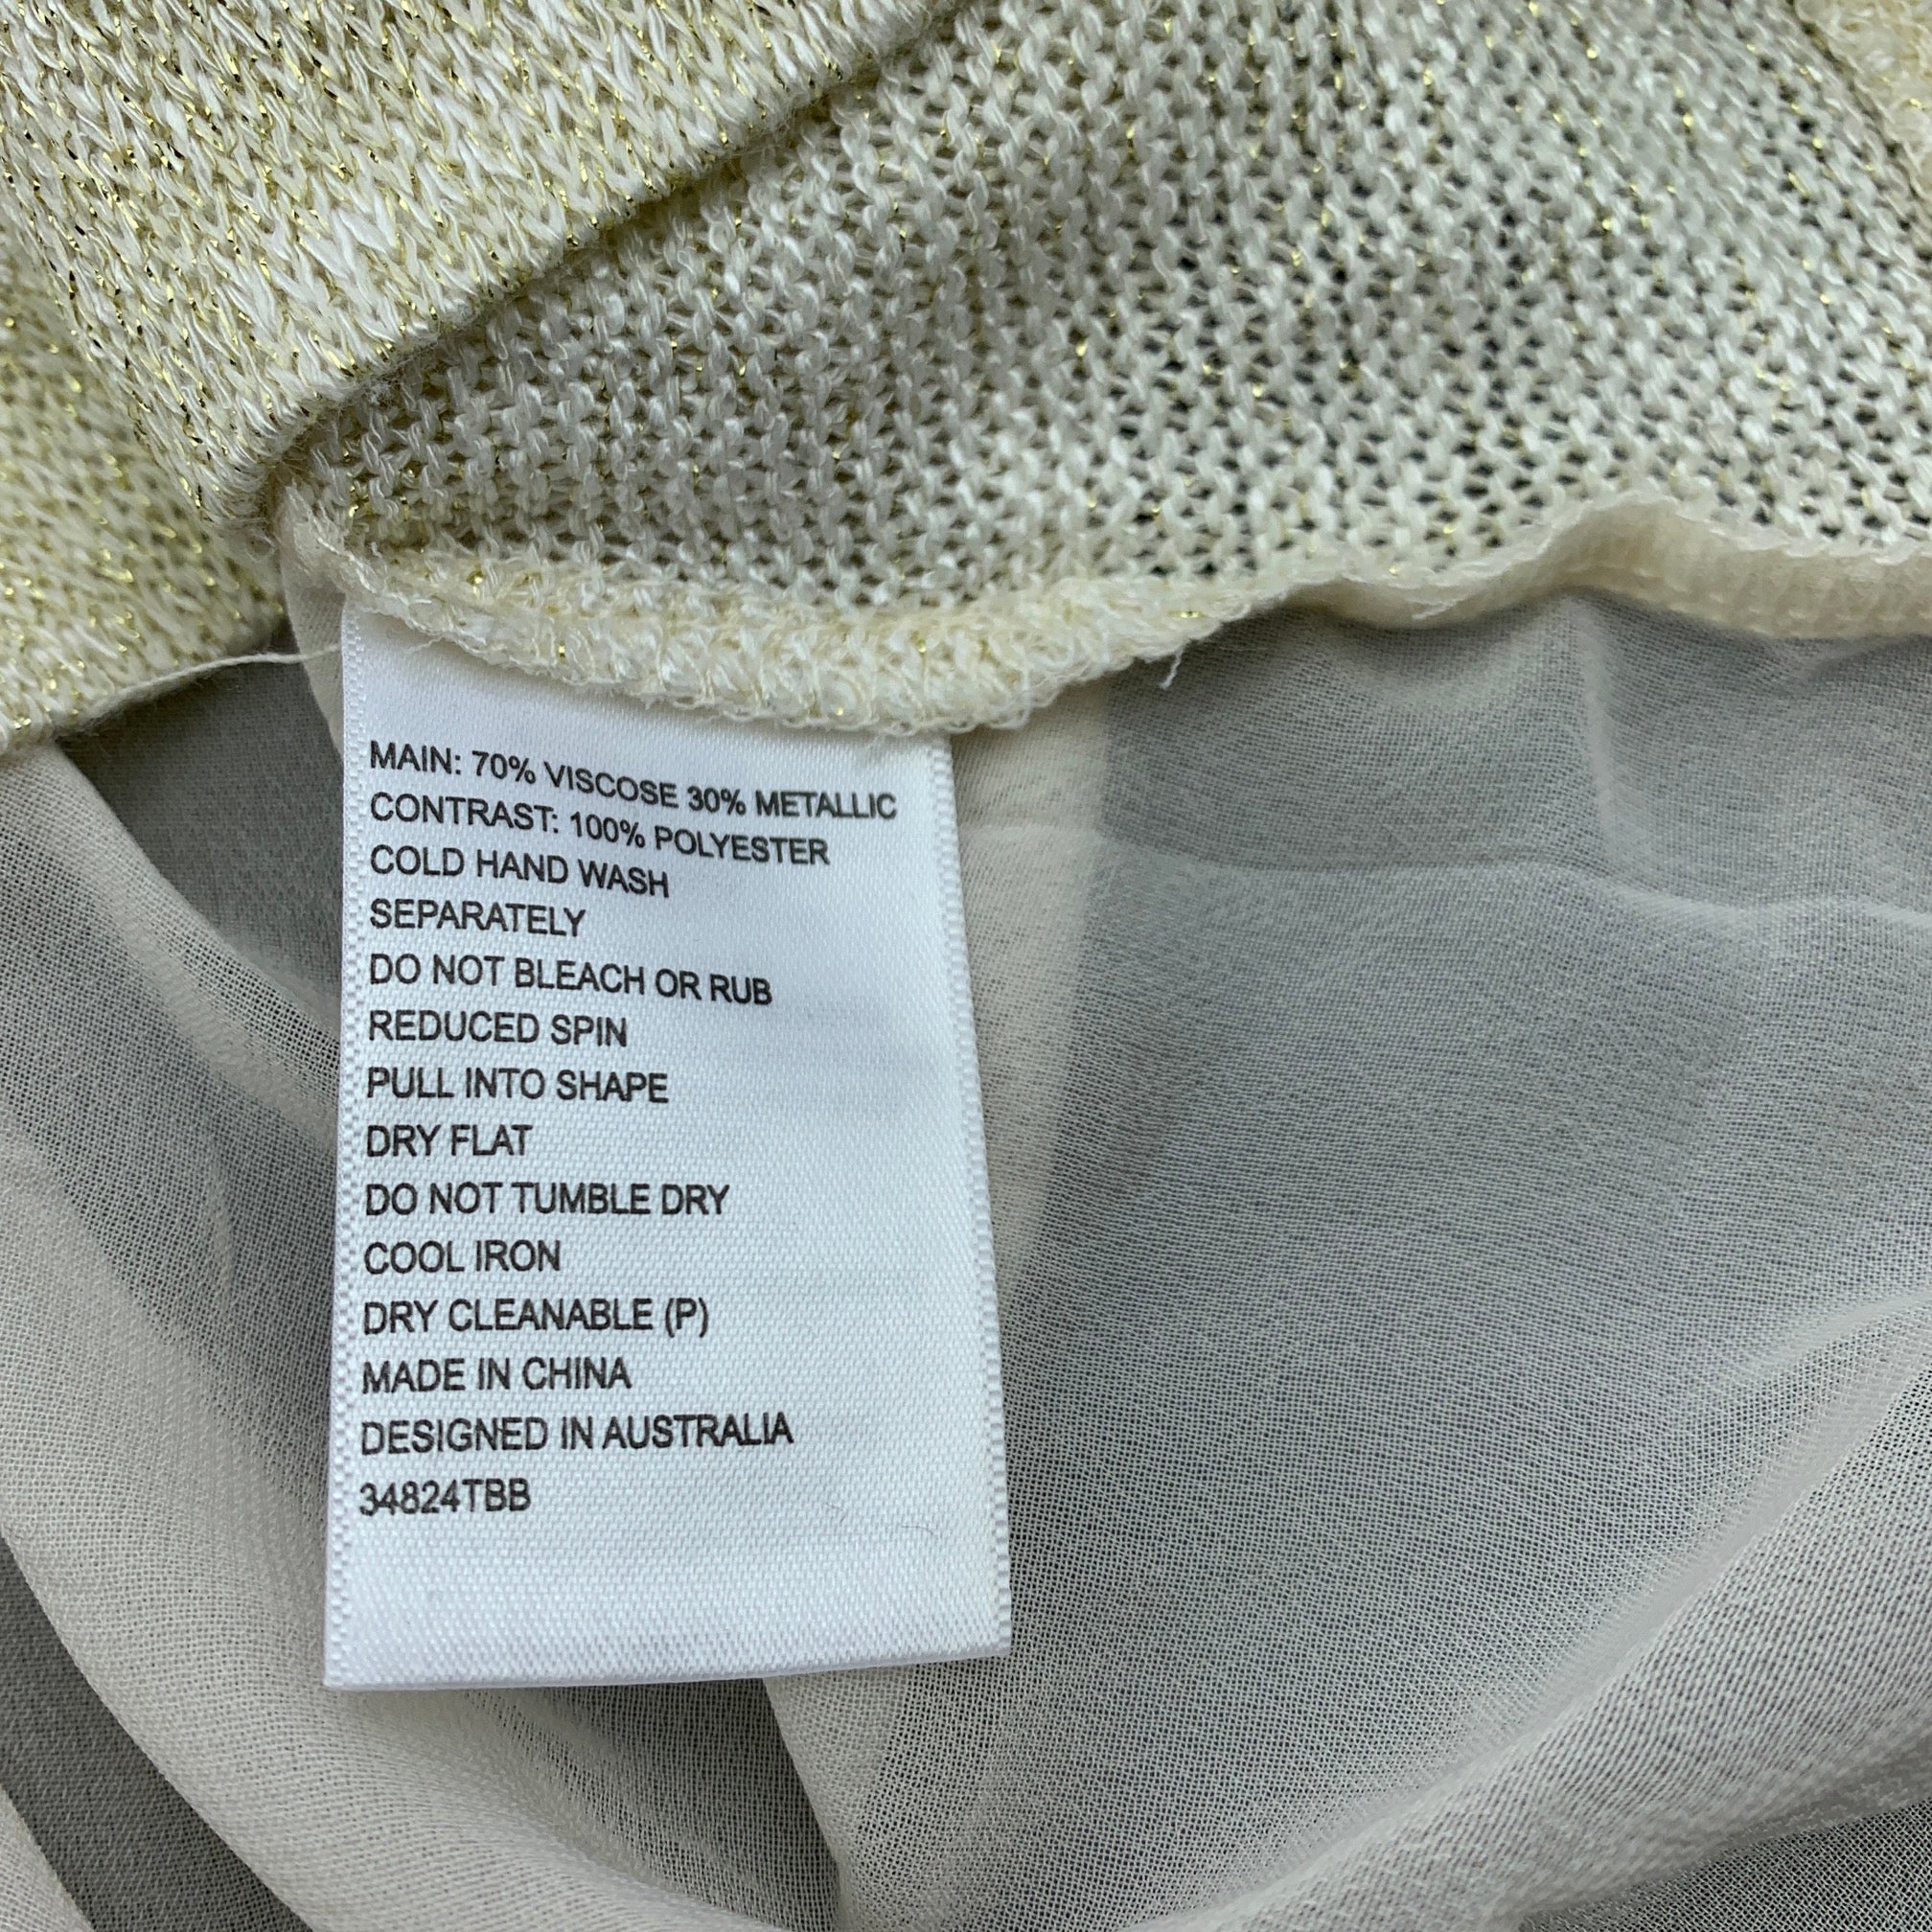 MAIN: 70% VISCOSE 30% METALLIC
CONTRAST: 100% POLYESTER
COLD HAND WASH
SEPARATELY
DO NOT BLEACH OR RUB
REDUCED SPIN
PULL INTO SHAPE
DRY FLAT
DO NOT TUMBLE DRY
COOL IRON
DRY CLEANABLE (P)
MADE IN CHINA
DESIGNED IN AUSTRALIA
34824TBB